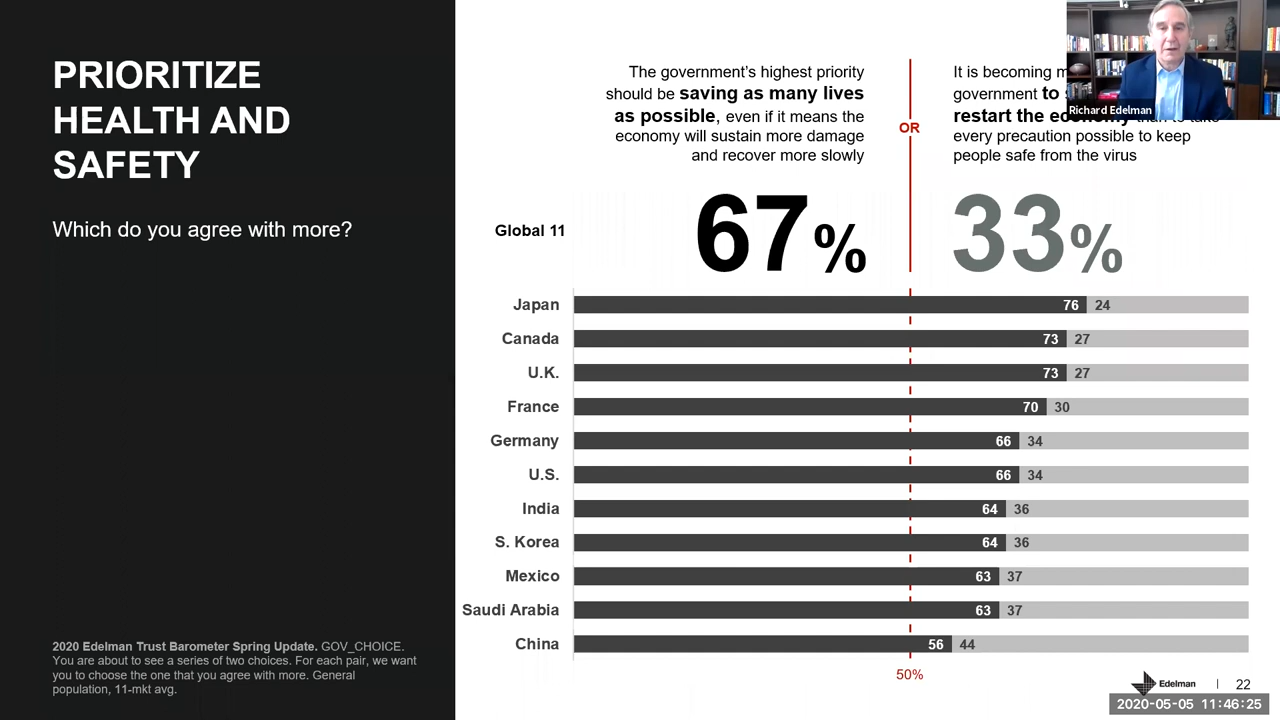 PRIORITIZE
HEALTH AND
SAFETY
Which do you agree with more?
2020 Edelman Trust Barometer Spring Update. GOV_CHOICE.
You are about to see a series of two choices. For each pair, we want
you to choose the one that you agree with more. General
population, 11-mkt avg.
The government's highest priority
should be saving as many lives
as possible, even if it means the
economy will sustain more damage
and recover more slowly
OR
It is becoming
government to
restart the economy than to take
every precaution possible to keep
people safe from the virus
Richard Edelman
Global 11
67%
33%
Japan 76 24
Canada 73 27
U.K. 73 27
France 70 30
Germany 66 34
U.S. 66 34
India 64 36
S. Korea 64 36
Mexico 63 37
Saudi Arabia 63 37
China 56 44
50%
Edelman | 22
2020-05-05 11:46:25